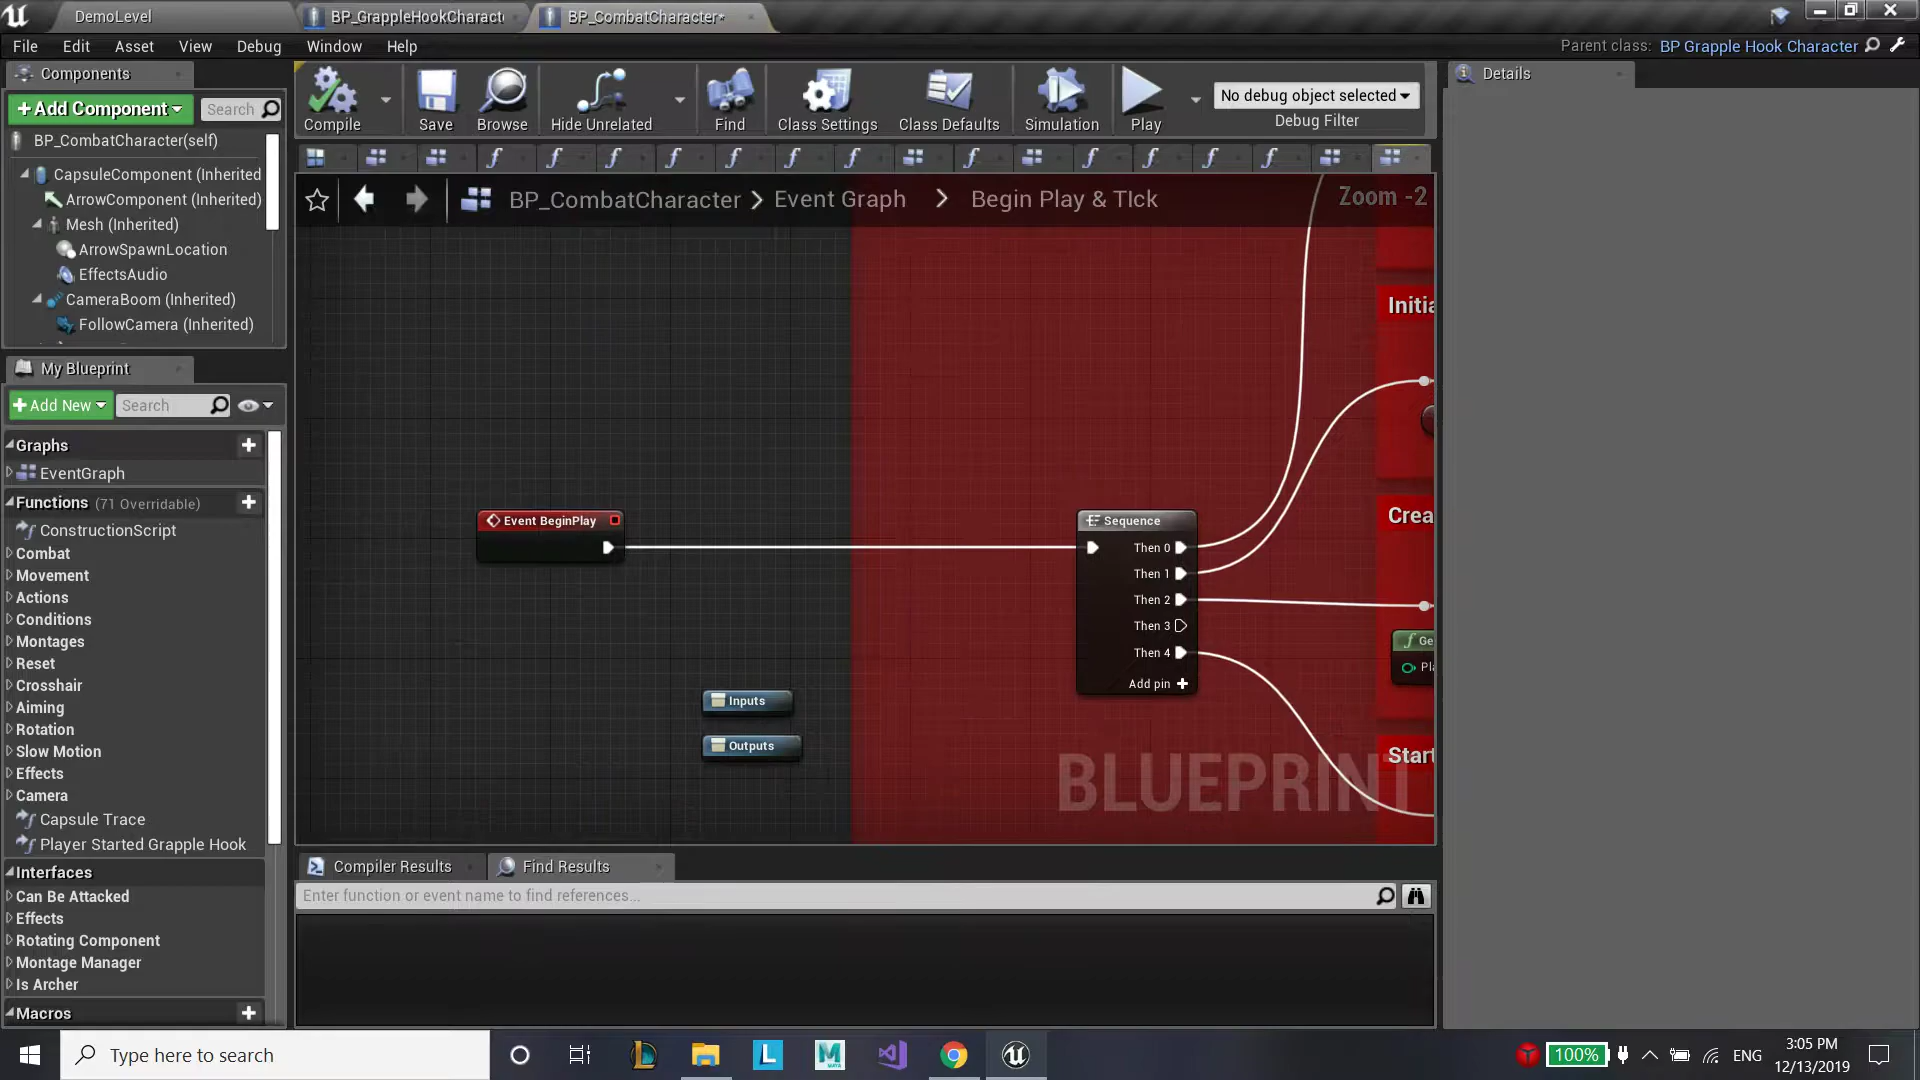 DemoLevel
BP_GrappleHookCharact
BP_CombatCharacter*
File Edit Asset View Debug Window Help
Parent class: BP Grapple Hook Character
Components
+Add Component
Search
BP_CombatCharacter(self)
CapsuleComponent (Inherited
ArrowComponent (Inherited)
Mesh (Inherited)
ArrowSpawnLocation
EffectsAudio
CameraBoom (Inherited)
FollowCamera (Inherited)
My Blueprint
+Add New
Search
Graphs
EventGraph
Functions (71 Overridable)
ConstructionScript
Combat
Movement
Actions
Conditions
Montages
Reset
Crosshair
Aiming
Rotation
Slow Motion
Effects
Camera
Capsule Trace
Player Started Grapple Hook
Interfaces
Can Be Attacked
Effects
Rotating Component
Montage Manager
Is Archer
Macros
Compile Save Browse Hide Unrelated Find Class Settings Class Defaults Simulation Play
No debug object selected
Debug Filter
BP_CombatCharacter > Event Graph > Begin Play & TIck
Zoom -2
Initia
Event BeginPlay
Sequence
Then 0
Then 1
Then 2
Then 3
Then 4
Add pin +
Crea
Ge
Pla
Start
Inputs
Outputs
BLUEPRINT
Compiler Results
Find Results
Enter function or event name to find references...
Details
Type here to search
100%
ENG
3:05 PM
12/13/2019